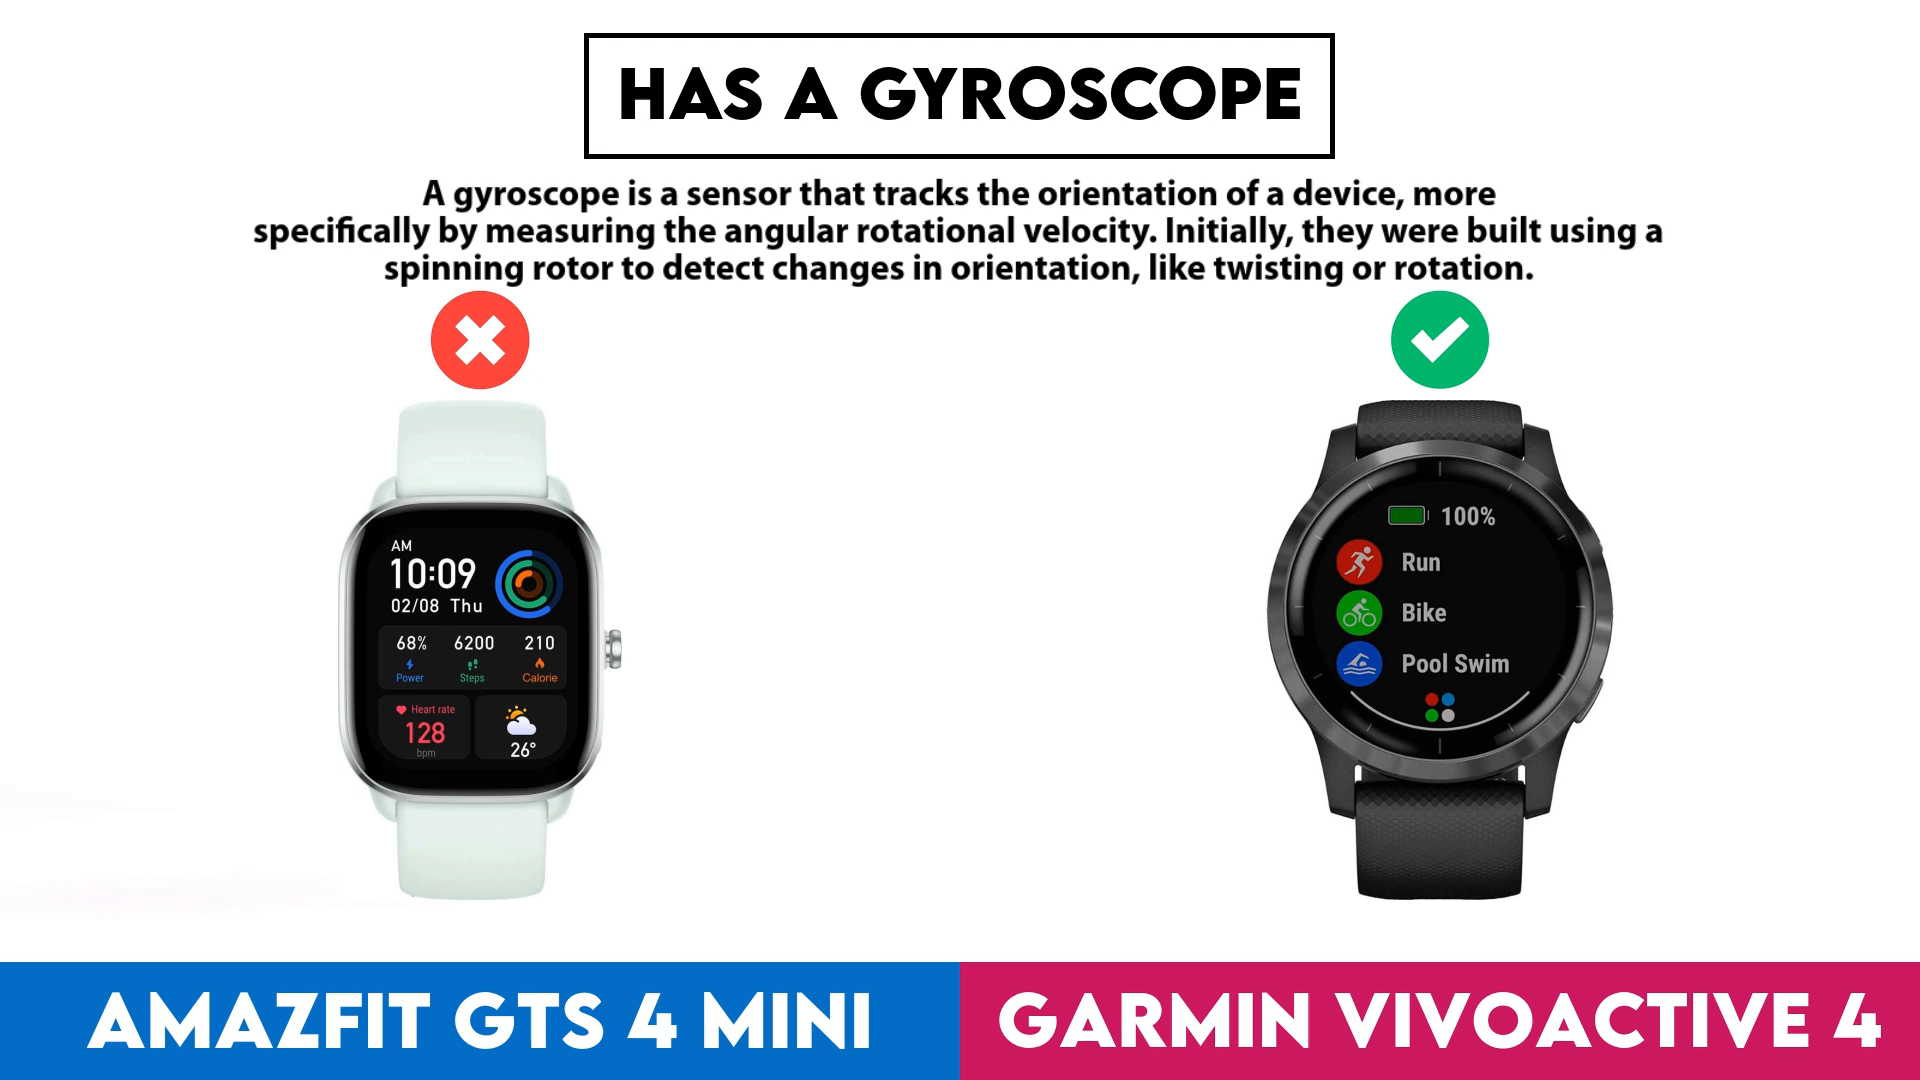 HAS A GYROSCOPE
A gyroscope is a sensor that tracks the orientation of a device, more
specifically by measuring the angular rotational velocity. Initially, they were built using a
spinning rotor to detect changes in orientation, like twisting or rotation.
AM
10:09
02/08 Thu
68% 6200 210
Power Steps Calorie
Heart rate
128
bpm
26°
100%
Run
Bike
Pool Swim
AMAZFIT GTS 4 MINI
GARMIN VIVOACTIVE 4